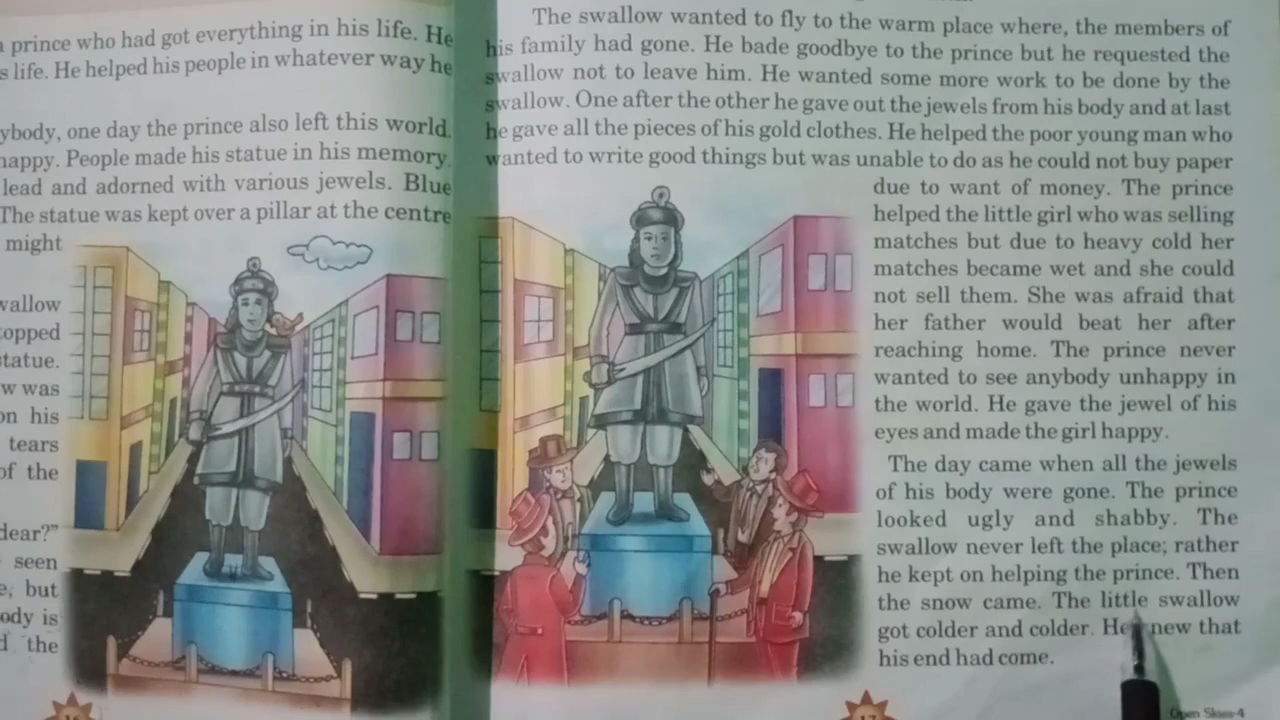 prince who had got everything in his life. He
life. He helped his people in whatever way he
one day the prince also left this world.
People made his statue in his memory.
lead and adorned with various jewels. Blue
The statue was kept over a pillar at the centre
might
statue.
was
on his
tears
of the
dear?"
seen
but
is
the
16
The swallow wanted to fly to the warm place where, the members of
his family had gone. He bade goodbye to the prince but he requested the
swallow not to leave him. He wanted some more work to be done by the
swallow. One after the other he gave out the jewels from his body and at last
he gave all the pieces of his gold clothes. He helped the poor young man who
wanted to write good things but was unable to do as he could not buy paper
due to want of money. The prince
helped the little girl who was selling
matches but due to heavy cold her
matches became wet and she could
not sell them. She was afraid that
her father would beat her after
reaching home. The prince never
wanted to see anybody unhappy in
the world. He gave the jewel of his
eyes and made the girl happy.
The day came when all the jewels
of his body were gone. The prince
looked ugly and shabby. The
swallow never left the place; rather
he kept on helping the prince. Then
the snow came. The little swallow
got colder and colder. He knew that
his end had come.
17
Open Skies-4